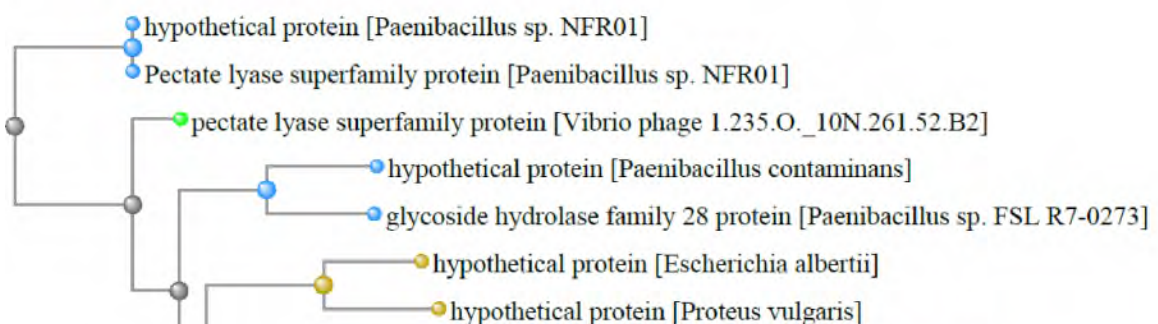 hypothetical protein [Paenibacillus sp. NFR01]
Pectate lyase superfamily protein [Paenibacillus sp. NFR01]
pectate lyase superfamily protein [Vibrio phage 1.235.O._10N.261.52.B2]
hypothetical protein [Paenibacillus contaminans]
glycoside hydrolase family 28 protein [Paenibacillus sp. FSL R7-0273]
hypothetical protein [Escherichia albertii]
hypothetical protein [Proteus vulgaris]